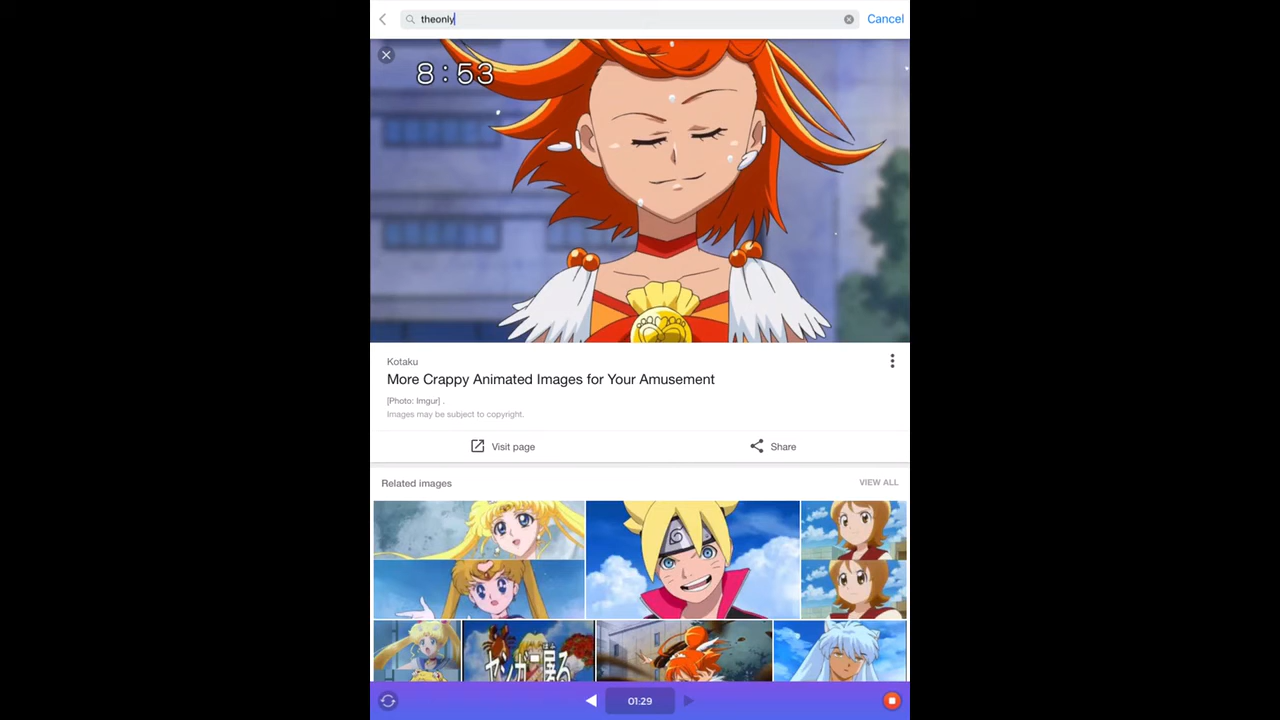 theonly
Cancel
8:53
Kotaku
More Crappy Animated Images for Your Amusement
[Photo: Imgur] .
Images may be subject to copyright.
Visit page
Share
Related images
VIEW ALL
01:29